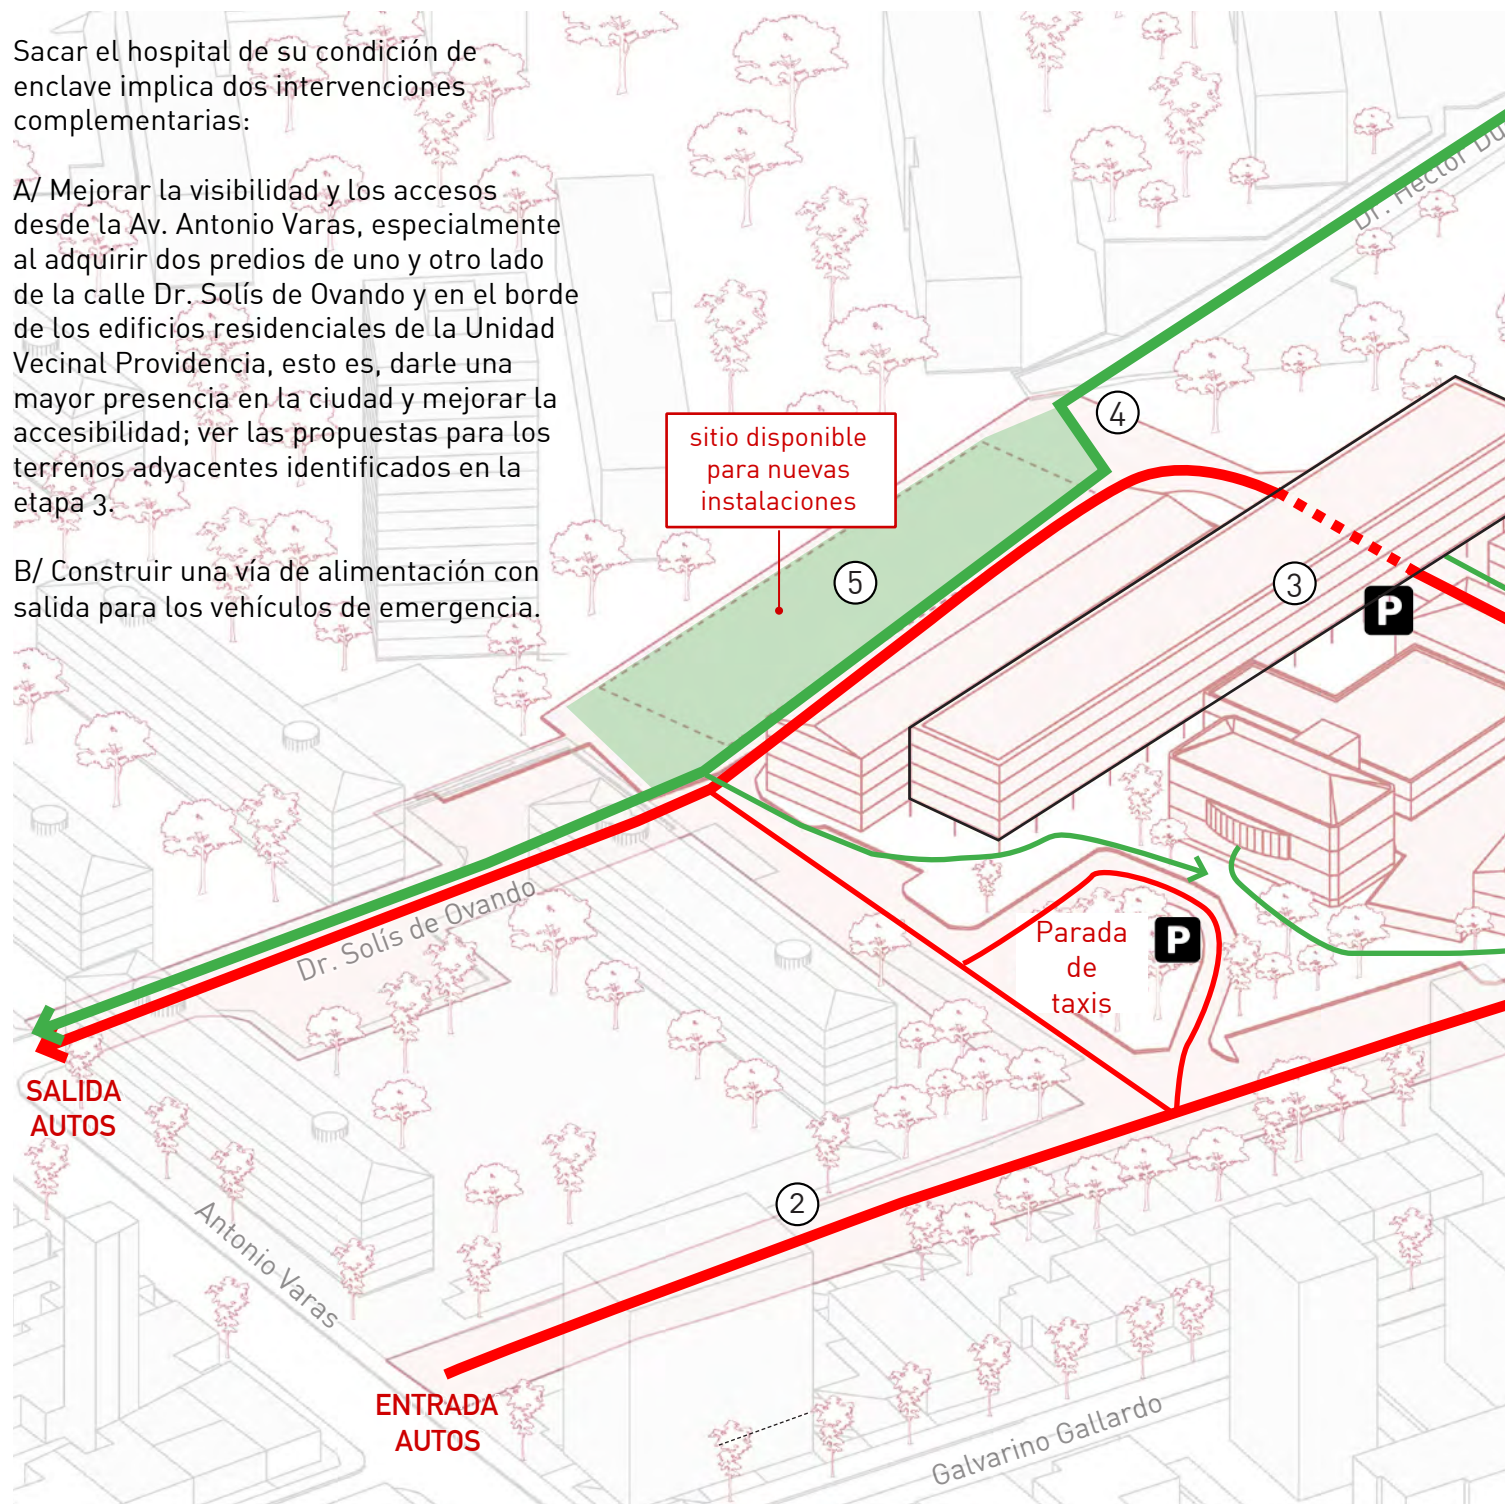 Sacar el hospital de su condición de
enclave implica dos intervenciones
complementarias:
A/ Mejorar la visibilidad y los accesos
desde la Av. Antonio Varas, especialmente
al adquirir dos predios de uno y otro lado
de la calle Dr. Solís de Ovando y en el borde
de los edificios residenciales de la Unidad
Vecinal Providencia, esto es, darle una
mayor presencia en la ciudad y mejorar la
accesibilidad; ver las propuestas para los
terrenos adyacentes identificados en la
etapa 3.
B/ Construir una vía de alimentación con
salida para los vehículos de emergencia.
Dr. Héctor Du
4
sitio disponible
para nuevas
instalaciones
5
3
P
Dr. Solís de Ovando
Parada
de
taxis
P
SALIDA
AUTOS
2
Antonio Varas
ENTRADA
AUTOS
Galvarino Gallardo